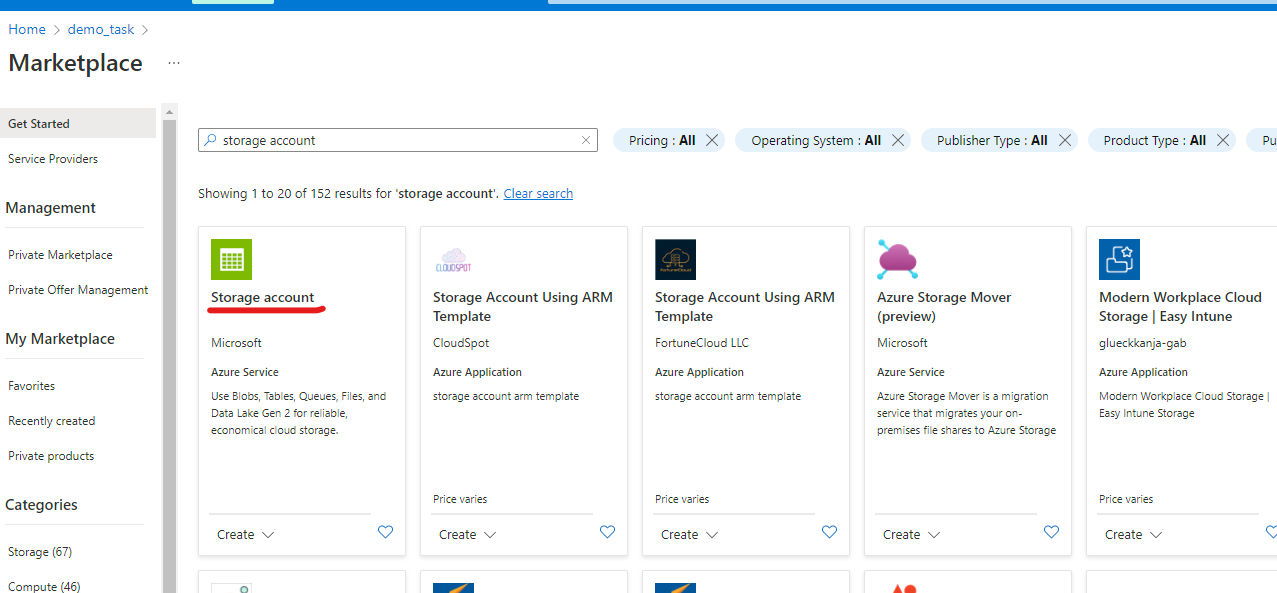 Home > demo_task >
Marketplace ...
Get Started
Service Providers
Management
Private Marketplace
Private Offer Management
My Marketplace
Favorites
Recently created
Private products
Categories
Storage (67)
Compute (46)
storage account
Pricing : All
Operating System : All
Publisher Type : All
Product Type : All
Pu
Showing 1 to 20 of 152 results for 'storage account'. Clear search
Storage account
Microsoft
Azure Service
Use Blobs, Tables, Queues, Files, and
Data Lake Gen 2 for reliable,
economical cloud storage.
Create
CLOUDSPOT
Storage Account Using ARM
Template
CloudSpot
Azure Application
storage account arm template
Price varies
Create
FortuneCloud
Storage Account Using ARM
Template
FortuneCloud LLC
Azure Application
storage account arm template
Price varies
Create
Azure Storage Mover
(preview)
Microsoft
Azure Service
Azure Storage Mover is a migration
service that migrates your on-
premises file shares to Azure Storage
Create
Modern Workplace Cloud
Storage | Easy Intune
glueckkanja-gab
Azure Application
Modern Workplace Cloud Storage |
Easy Intune Storage
Price varies
Create